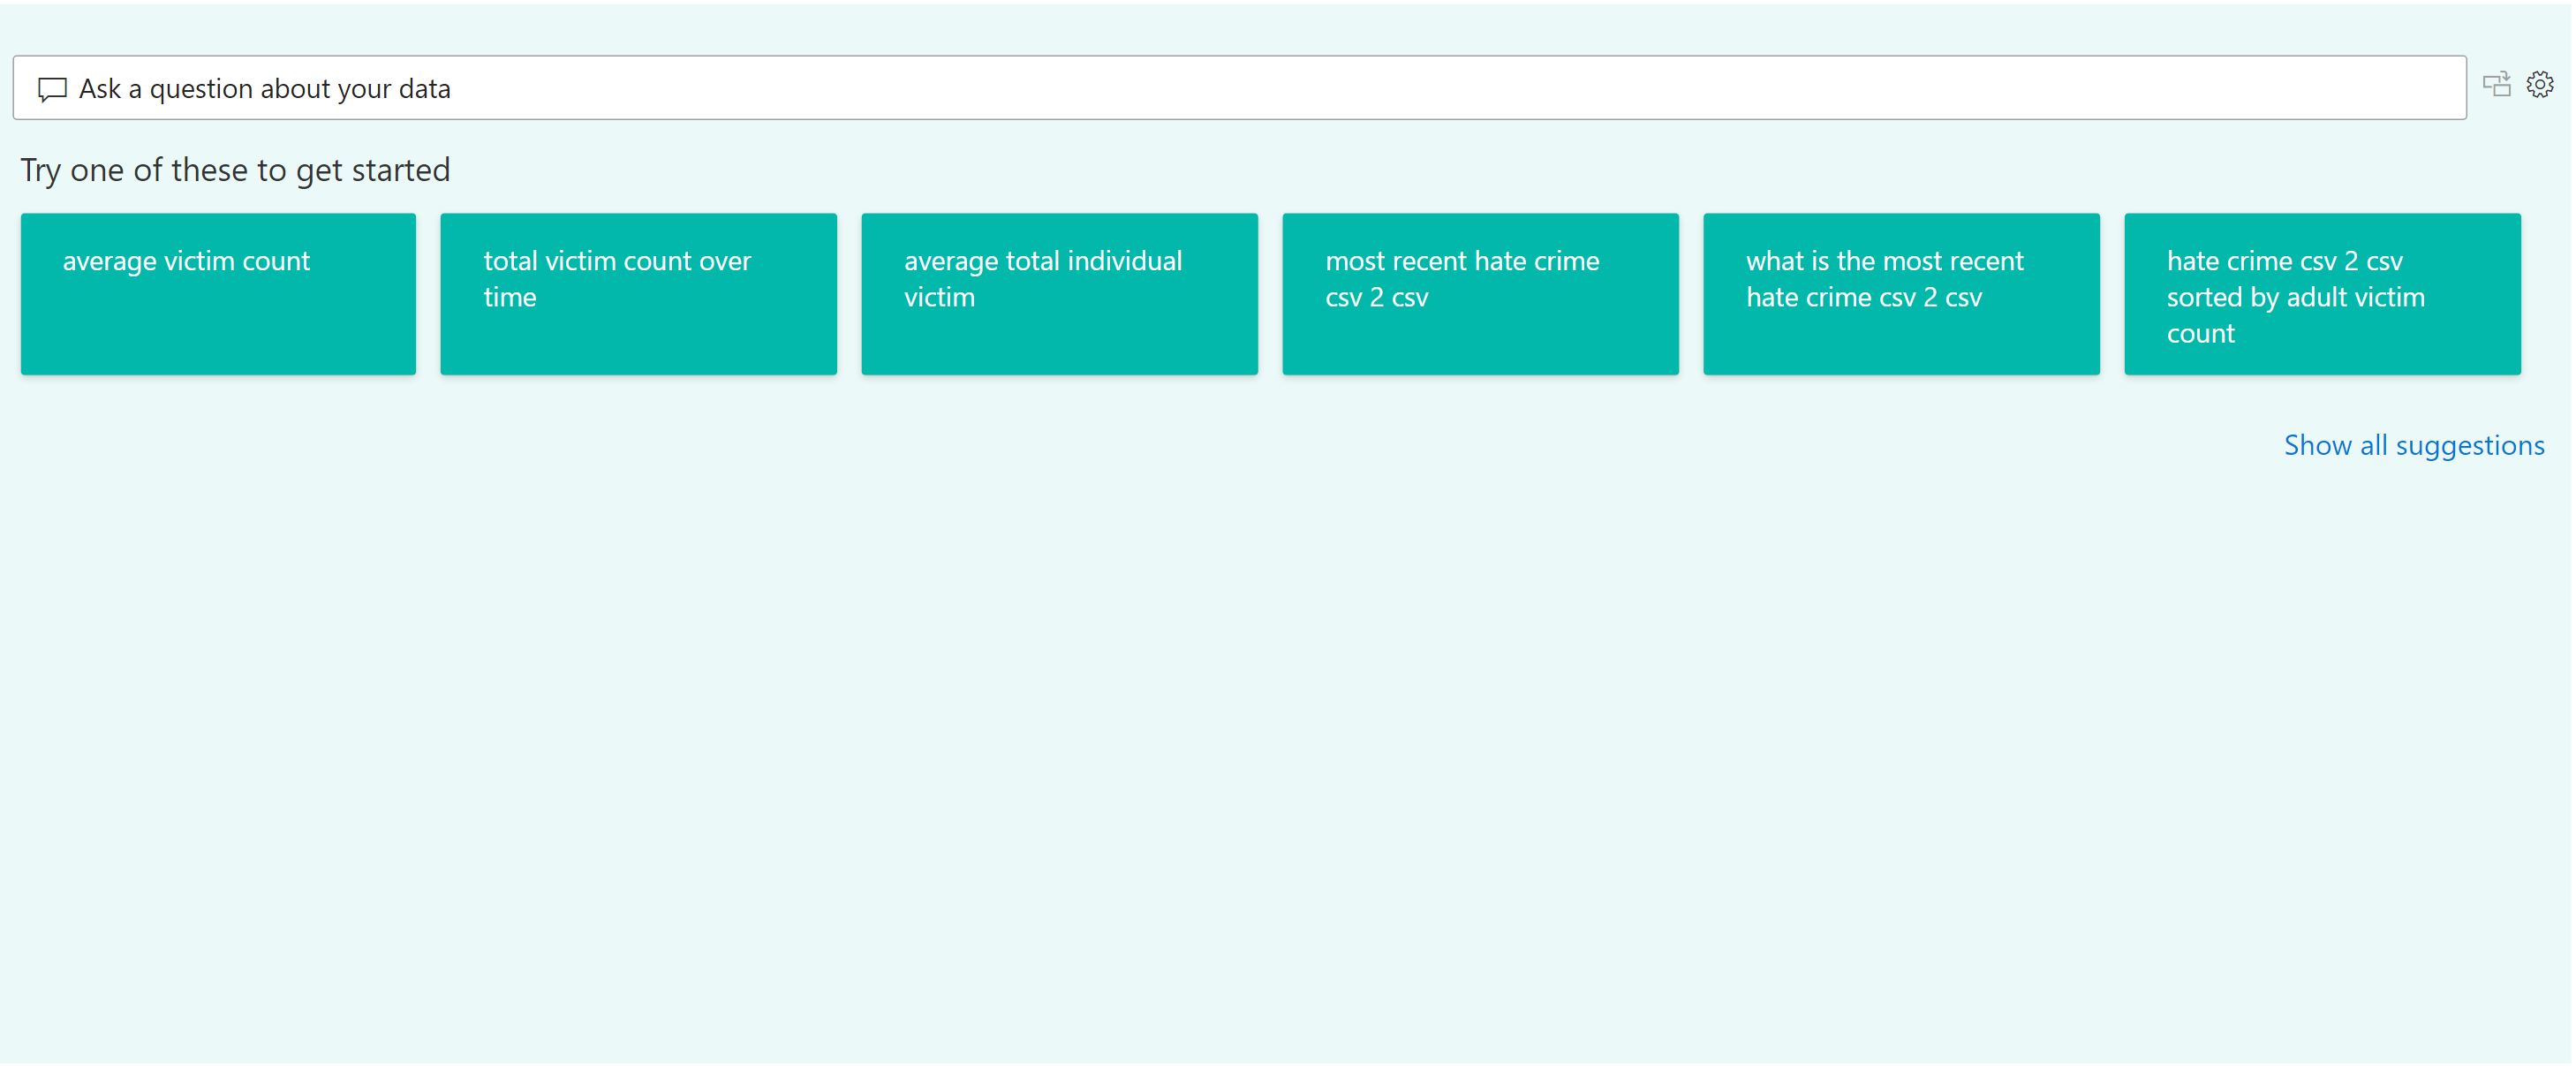 Ask a question about your data
Try one of these to get started
average victim count
total victim count over
time
average total individual
victim
most recent hate crime
csv 2 csv
what is the most recent
hate crime csv 2 csv
hate crime csv 2 csv
sorted by adult victim
count
Show all suggestions